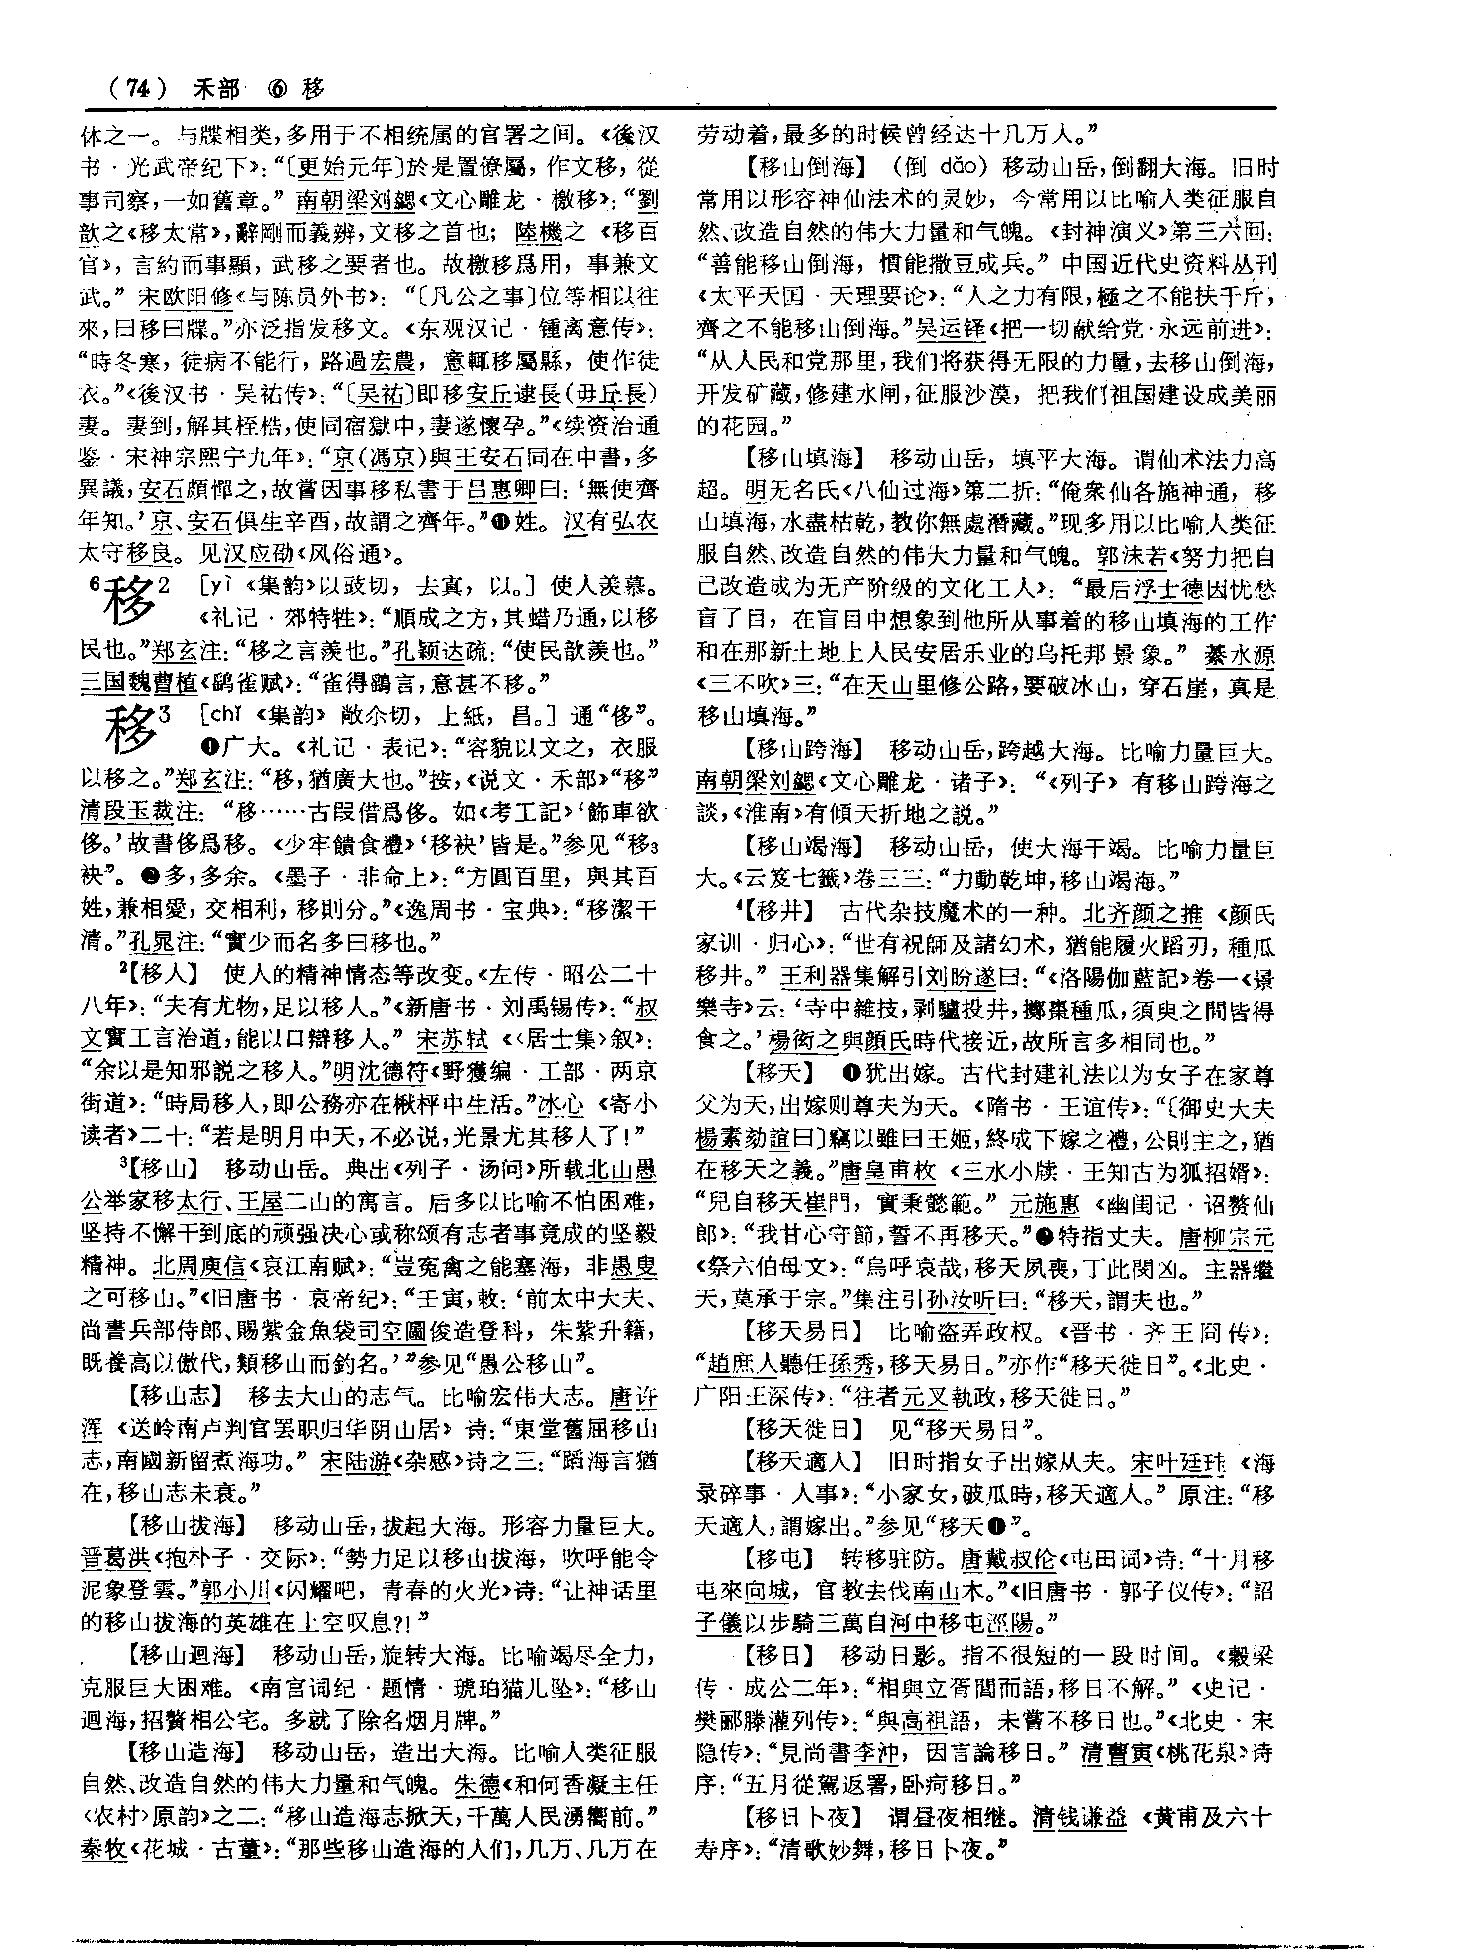 （74） 禾部 ⑥ 移
体之一。与牒相类，多用于不相统属的官署之间。《後汉
书·光武帝纪下》：“〔更始元年〕於是置僚屬，作文移，從
事司察，一如舊章。”南朝梁刘勰《文心雕龙·檄移》：“劉
歆之《移太常》，辭剛而義辨，文移之首也；陸機之《移百
官》，言約而事顯，武移之要者也。故檄移爲用，事兼文
武。”宋欧阳修《与陈员外书》：“〔凡公之事〕位等相以往
來，曰移曰牒。”亦泛指发移文。《东观汉记·锺离意传》：
“時冬寒，徒病不能行，路過宏農，意輒移屬縣，使作徒
衣。”《後汉书·吴祐传》：“〔吴祐〕即移安丘逮長（毋丘長）
妻。妻到，解其桎梏，使同宿獄中，妻遂懷孕。”《续资治通
鉴·宋神宗熙宁九年》：“京（馮京）與王安石同在中書，多
異議，安石頗憚之，故嘗因事移私書于吕惠卿曰：‘無使齊
年知。’京、安石俱生辛酉，故謂之齊年。”⓫姓。汉有弘农
太守移良。见汉应劭《风俗通》。
6移2 ［yì《集韵》以豉切，去寘，以。］使人羡慕。
《礼记·郊特牲》：“順成之方，其蜡乃通，以移
民也。”郑玄注：“移之言羨也。”孔颖达疏：“使民歆羨也。”
三国魏曹植《鹞雀赋》：“雀得鷂言，意甚不移。”
移3 ［chǐ《集韵》敞尒切，上紙，昌。］通“侈”。
❶广大。《礼记·表记》：“容貌以文之，衣服
以移之。”郑玄注：“移，猶廣大也。”按，《说文·禾部》“移”
清段玉裁注：“移……古叚借爲侈。如《考工記》‘飾車欲
侈。’故書侈爲移。《少牢饋食禮》‘移袂’皆是。”参见“移3
袂”。❷多，多余。《墨子·非命上》：“方圓百里，與其百
姓，兼相愛，交相利，移則分。”《逸周书·宝典》：“移潔干
清。”孔晁注：“實少而名多曰移也。”
2【移人】 使人的精神情态等改变。《左传·昭公二十
八年》：“夫有尤物，足以移人。”《新唐书·刘禹锡传》：“叔
文實工言治道，能以口辯移人。”宋苏轼《〈居士集〉叙》：
“余以是知邪説之移人。”明沈德符《野獲编·工部·两京
街道》：“時局移人，即公務亦在楸枰中生活。”冰心《寄小
读者》二十：“若是明月中天，不必说，光景尤其移人了！”
3【移山】 移动山岳。典出《列子·汤问》所载北山愚
公举家移太行、王屋二山的寓言。后多以比喻不怕困难，
坚持不懈干到底的顽强决心或称颂有志者事竟成的坚毅
精神。北周庾信《哀江南赋》：“豈冤禽之能塞海，非愚叟
之可移山。”《旧唐书·哀帝纪》：“壬寅，敕：‘前太中大夫、
尚書兵部侍郎、賜紫金魚袋司空圖俊造登科，朱紫升籍，
既養高以傲代，類移山而釣名。’”参见“愚公移山”。
【移山志】 移去大山的志气。比喻宏伟大志。唐许
浑《送岭南卢判官罢职归华阴山居》诗：“東堂舊屈移山
志，南國新留煮海功。”宋陆游《杂感》诗之三：“蹈海言猶
在，移山志未衰。”
【移山拔海】 移动山岳，拔起大海。形容力量巨大。
晋葛洪《抱朴子·交际》：“勢力足以移山拔海，吹呼能令
泥象登雲。”郭小川《闪耀吧，青春的火光》诗：“让神话里
的移山拔海的英雄在上空叹息?！”
【移山迴海】 移动山岳，旋转大海。比喻竭尽全力，
克服巨大困难。《南宫词纪·题情·琥珀猫儿坠》：“移山
迴海，招贅相公宅。多就了除名烟月牌。”
【移山造海】 移动山岳，造出大海。比喻人类征服
自然、改造自然的伟大力量和气魄。朱德《和何香凝主任
〈农村〉原韵》之二：“移山造海志掀天，千萬人民湧嚮前。”
秦牧《花城·古董》：“那些移山造海的人们，几万、几万在
劳动着，最多的时候曾经达十几万人。”
【移山倒海】 （倒 dǎo）移动山岳，倒翻大海。旧时
常用以形容神仙法术的灵妙，今常用以比喻人类征服自
然、改造自然的伟大力量和气魄。《封神演义》第三六回：
“善能移山倒海，慣能撒豆成兵。”中国近代史资料丛刊
《太平天国·天理要论》：“人之力有限，極之不能扶千斤，
齊之不能移山倒海。”吴运铎《把一切献给党·永远前进》：
“从人民和党那里，我们将获得无限的力量，去移山倒海，
开发矿藏，修建水闸，征服沙漠，把我们祖国建设成美丽
的花园。”
【移山填海】 移动山岳，填平大海。谓仙术法力高
超。明无名氏《八仙过海》第二折：“俺衆仙各施神通，移
山填海，水盡枯乾，教你無處潛藏。”现多用以比喻人类征
服自然、改造自然的伟大力量和气魄。郭沫若《努力把自
己改造成为无产阶级的文化工人》：“最后浮士德因忧愁
盲了目，在盲目中想象到他所从事着的移山填海的工作
和在那新土地上人民安居乐业的乌托邦景象。”綦水源
《三不吹》三：“在天山里修公路，要破冰山，穿石崖，真是
移山填海。”
【移山跨海】 移动山岳，跨越大海。比喻力量巨大。
南朝梁刘勰《文心雕龙·诸子》：“《列子》有移山跨海之
談，《淮南》有傾天折地之説。”
【移山竭海】 移动山岳，使大海干竭。比喻力量巨
大。《云笈七籤》卷三三：“力動乾坤，移山竭海。”
4【移井】 古代杂技魔术的一种。北齐颜之推《颜氏
家训·归心》：“世有祝師及諸幻术，猶能履火蹈刃，種瓜
移井。”王利器集解引刘盼遂曰：“《洛陽伽藍記》卷一《景
樂寺》云：‘寺中雜技，剥驢投井，擲棗種瓜，須臾之間皆得
食之。’楊衒之與顏氏時代接近，故所言多相同也。”
【移天】 ❶犹出嫁。古代封建礼法以为女子在家尊
父为天，出嫁则尊夫为天。《隋书·王谊传》：“〔御史大夫
楊素劾誼曰〕竊以雖曰王姬，終成下嫁之禮，公則主之，猶
在移天之義。”唐皇甫枚《三水小牍·王知古为狐招婿》：
“兒自移天崔門，實秉懿範。”元施惠《幽闺记·诏赘仙
郎》：“我甘心守節，誓不再移天。”❷特指丈夫。唐柳宗元
《祭六伯母文》：“烏呼哀哉，移天夙喪，丁此閔凶。主器繼
夭，莫承于宗。”集注引孙汝听曰：“移天，謂夫也。”
【移天易日】 比喻盗弄政权。《晋书·齐王冏传》：
“趙庶人聽任孫秀，移天易日。”亦作“移天徙日”。《北史·
广阳王深传》：“往者元叉執政，移天徙日。”
【移天徙日】 见“移天易日”。
【移天適人】 旧时指女子出嫁从夫。宋叶廷珪《海
录碎事·人事》：“小家女，破瓜時，移天適人。”原注：“移
天適人，謂嫁出。”参见“移天❶”。
【移屯】 转移驻防。唐戴叔伦《屯田词》诗：“十月移
屯來向城，官教去伐南山木。”《旧唐书·郭子仪传》：“詔
子儀以步騎三萬自河中移屯涇陽。”
【移日】 移动日影。指不很短的一段时间。《穀梁
传·成公二年》：“相與立胥閭而語，移日不解。”《史记·
樊郦滕灌列传》：“與高祖語，未嘗不移日也。”《北史·宋
隐传》：“見尚書李沖，因言論移日。”清曹寅《桃花泉》诗
序：“五月從駕返署，卧疴移日。”
【移日卜夜】 谓昼夜相继。清钱谦益《黄甫及六十
寿序》：“清歌妙舞，移日卜夜。”